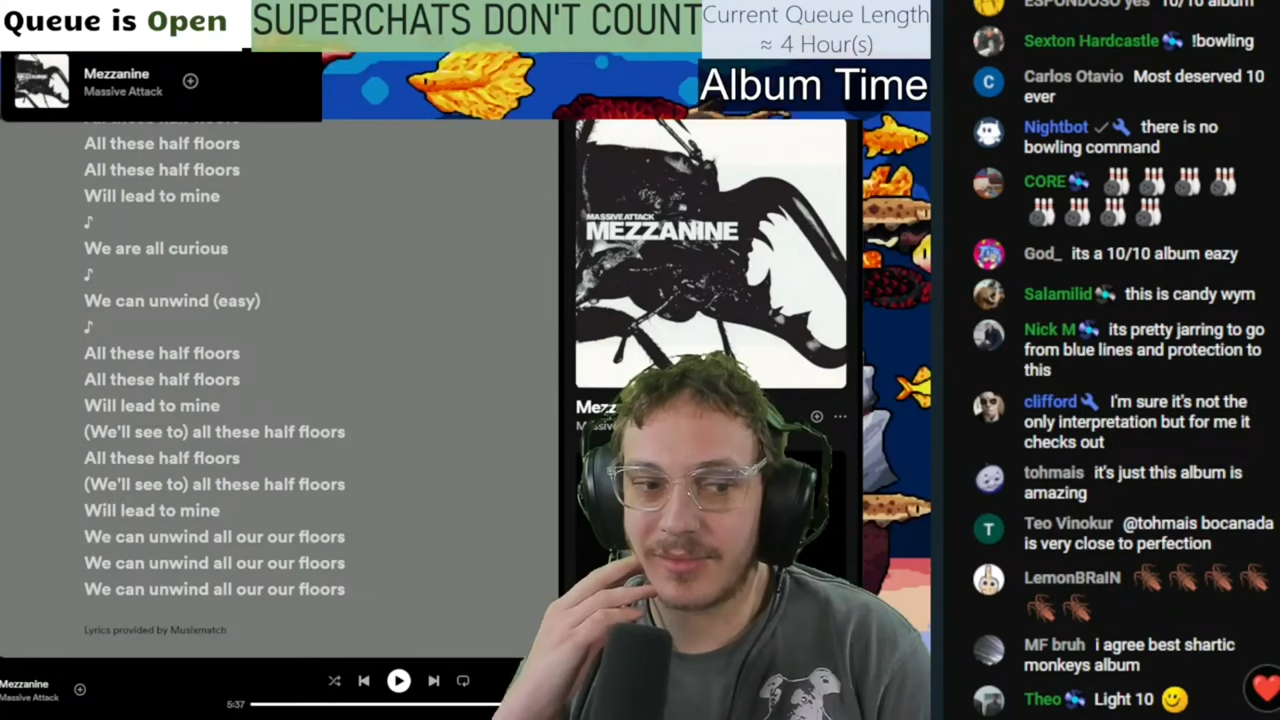 Queue is Open
SUPERCHATS DON'T COUNT
Current Queue Length
≈ 4 Hour(s)
Album Time
Mezzanine
Massive Attack
All these half floors
All these half floors
All these half floors
Will lead to mine
♪
We are all curious
♪
We can unwind (easy)
♪
All these half floors
All these half floors
Will lead to mine
(We'll see to) all these half floors
All these half floors
(We'll see to) all these half floors
Will lead to mine
We can unwind all our our floors
We can unwind all our our floors
We can unwind all our our floors
Lyrics provided by Musixmatch
MASSIVE ATTACK
MEZZANINE
Mezz
Mezzanine
Massive Attack
5:37
ESPONDOSO yes 10/10 album
Sexton Hardcastle !bowling
Carlos Otavio Most deserved 10
ever
C
Nightbot there is no
bowling command
CORE
God_ its a 10/10 album eazy
Salamilid this is candy wym
Nick M its pretty jarring to go
from blue lines and protection to
this
clifford I'm sure it's not the
only interpretation but for me it
checks out
tohmais it's just this album is
amazing
T
Teo Vinokur @tohmais bocanada
is very close to perfection
LemonBRaIN
MF bruh i agree best shartic
monkeys album
Theo Light 10